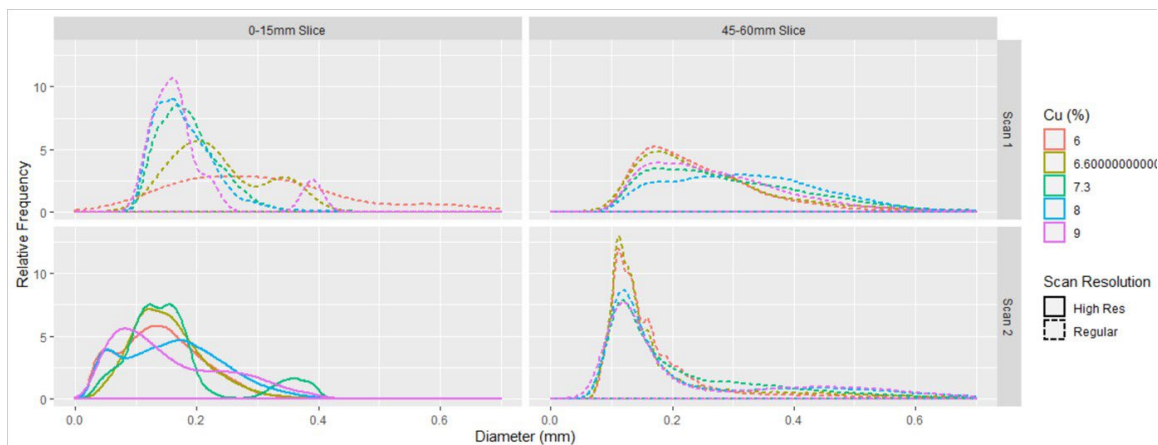 0-15mm Slice
45-60mm Slice
Relative Frequency
10
5
0
10
5
0
Scan 1
Scan 2
0.0
0.2
0.4
0.6
0.0
0.2
0.4
0.6
Diameter (mm)
Cu (%)
6
6.60000000000
7.3
8
9
Scan Resolution
High Res
Regular